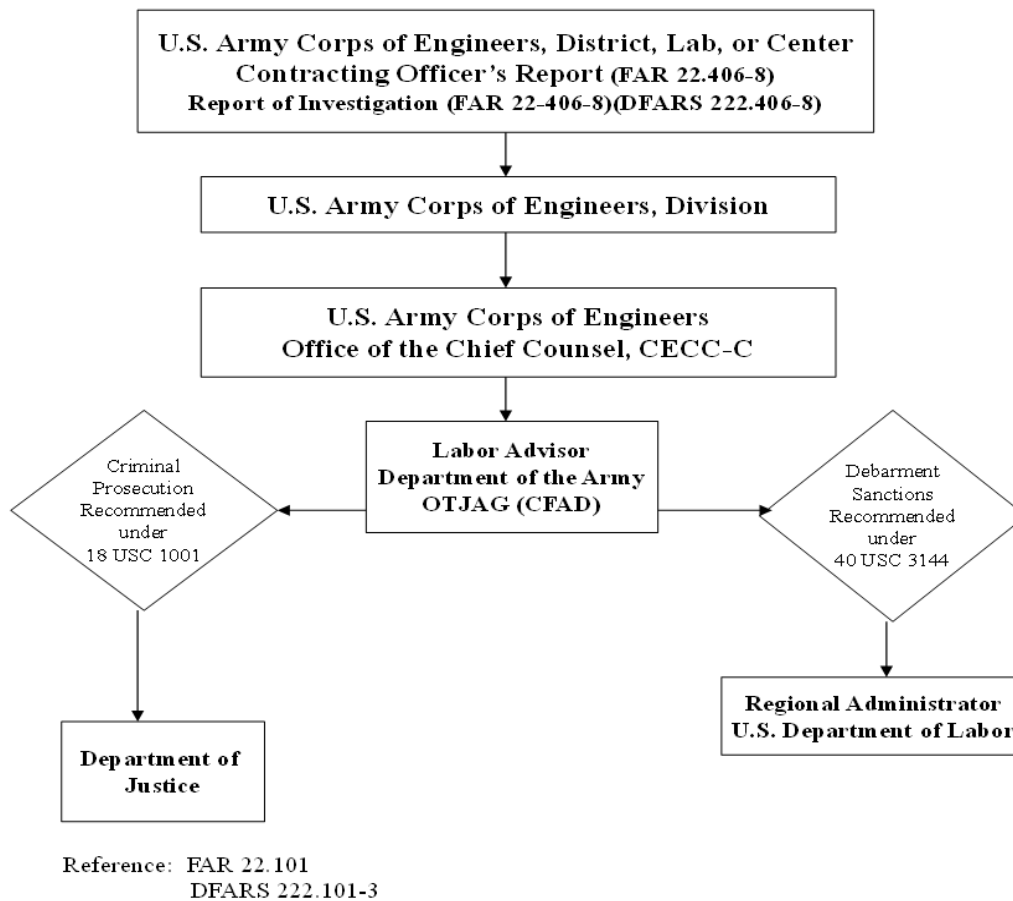 U.S. Army Corps of Engineers, District, Lab, or Center
Contracting Officer's Report (FAR 22.406-8)
Report of Investigation (FAR 22-406-8)(DFARS 222.406-8)
U.S. Army Corps of Engineers, Division
U.S. Army Corps of Engineers
Office of the Chief Counsel, CECC-C
Labor Advisor
Department of the Army
OTJAG (CFAD)
Criminal
Prosecution
Recommended
under
18 USC 1001
Debarment
Sanctions
Recommended
under
40 USC 3144
Regional Administrator
U.S. Department of Labor
Department of
Justice
Reference: FAR 22.101
DFARS 222.101-3